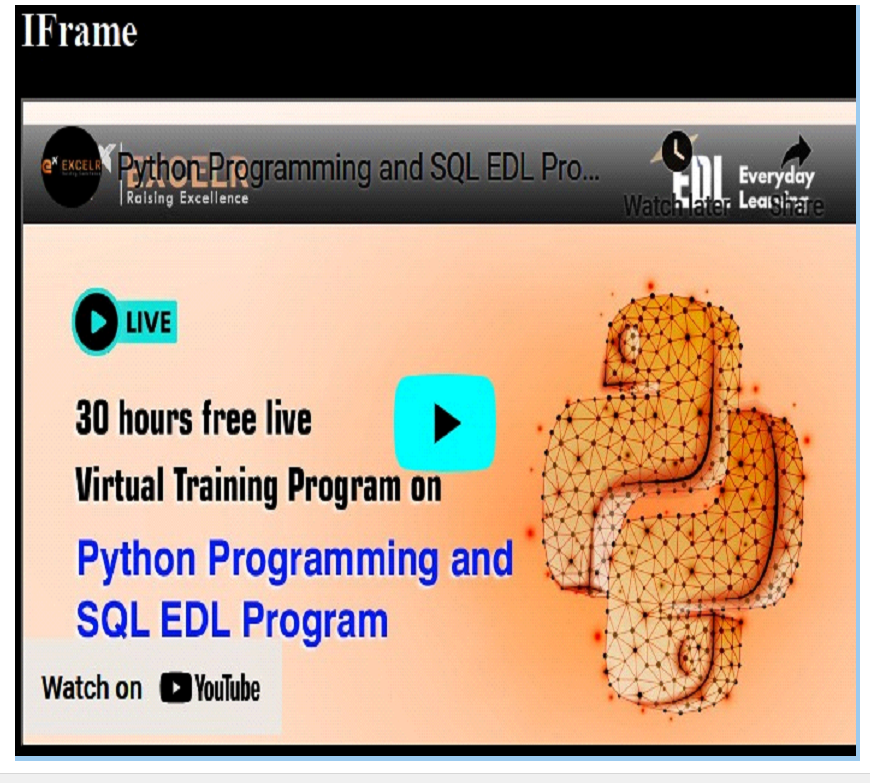 IFrame
EXCELR
Python Programming and SQL EDL Pro...
EXCELR
Raising Excellence
Watch later
Share
EDL
Everyday
Learning
LIVE
30 hours free live
Virtual Training Program on
Python Programming and
SQL EDL Program
Watch on YouTube